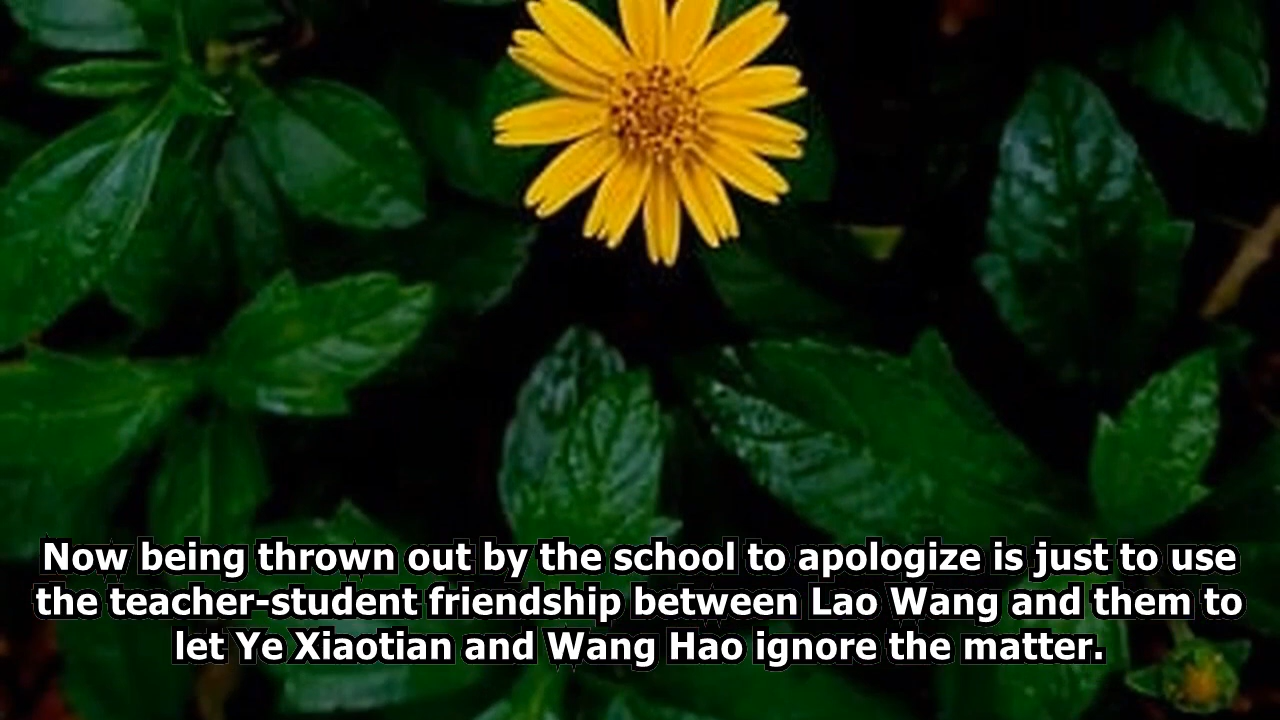 Now being thrown out by the school to apologize is just to use
the teacher-student friendship between Lao Wang and them to
let Ye Xiaotian and Wang Hao ignore the matter.